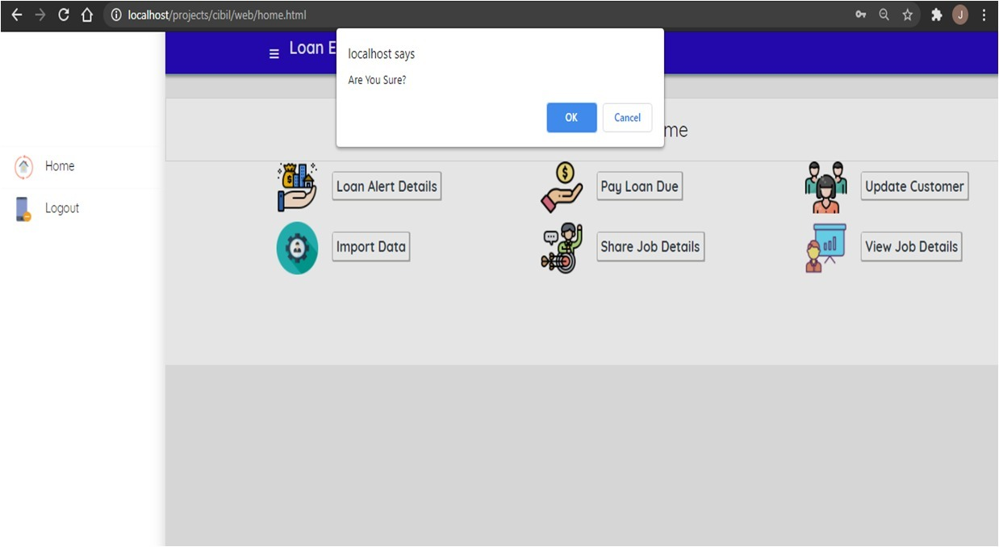 localhost/projects/cibil/web/home.html
J
Loan E
localhost says
Are You Sure?
OK Cancel
me
Home
Logout
Loan Alert Details Pay Loan Due Update Customer
Import Data Share Job Details View Job Details